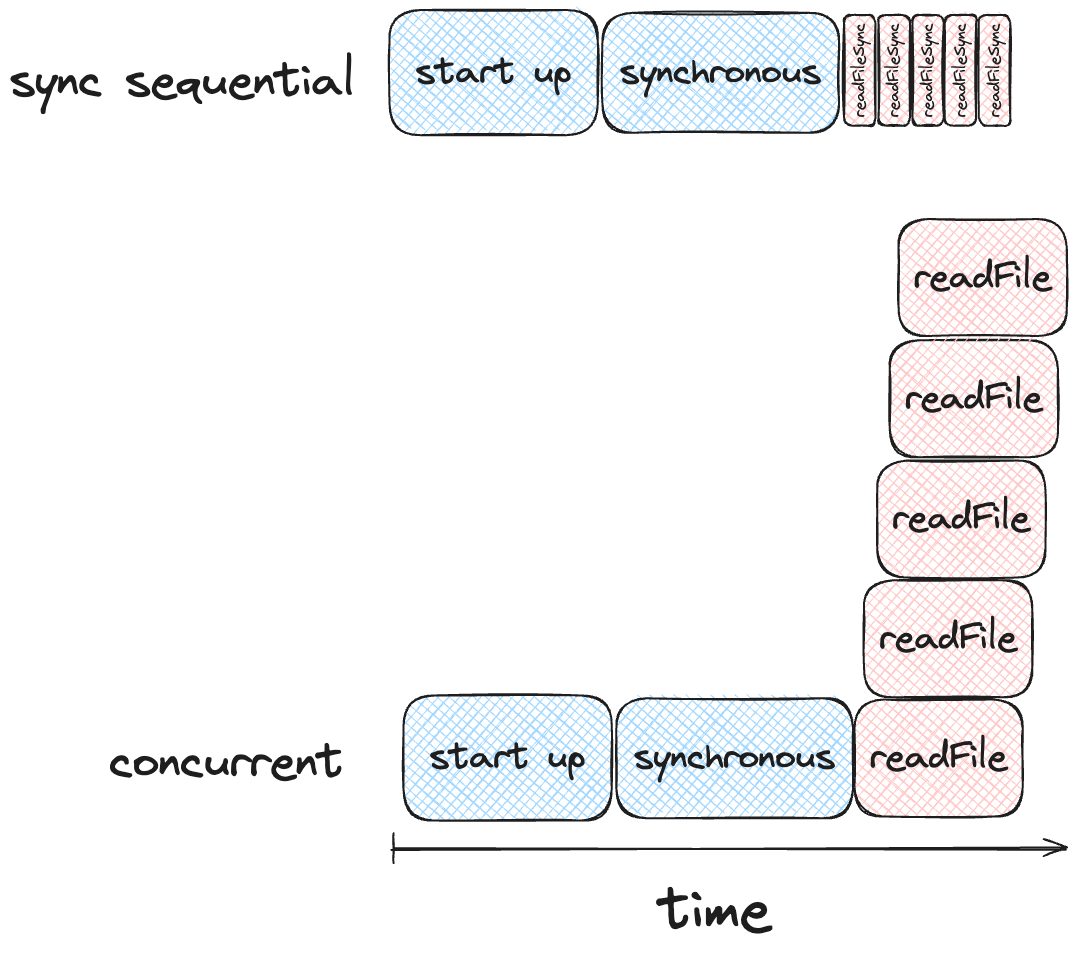 sync sequential
start up
synchronous
readFileSync
readFileSync
readFileSync
readFileSync
readFileSync
readFile
readFile
readFile
readFile
concurrent
start up
synchronous
readFile
time